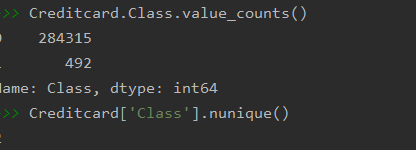 >> Creditcard.Class.value_counts()
284315
492
ame: Class, dtype: int64
>> Creditcard['Class'].nunique()